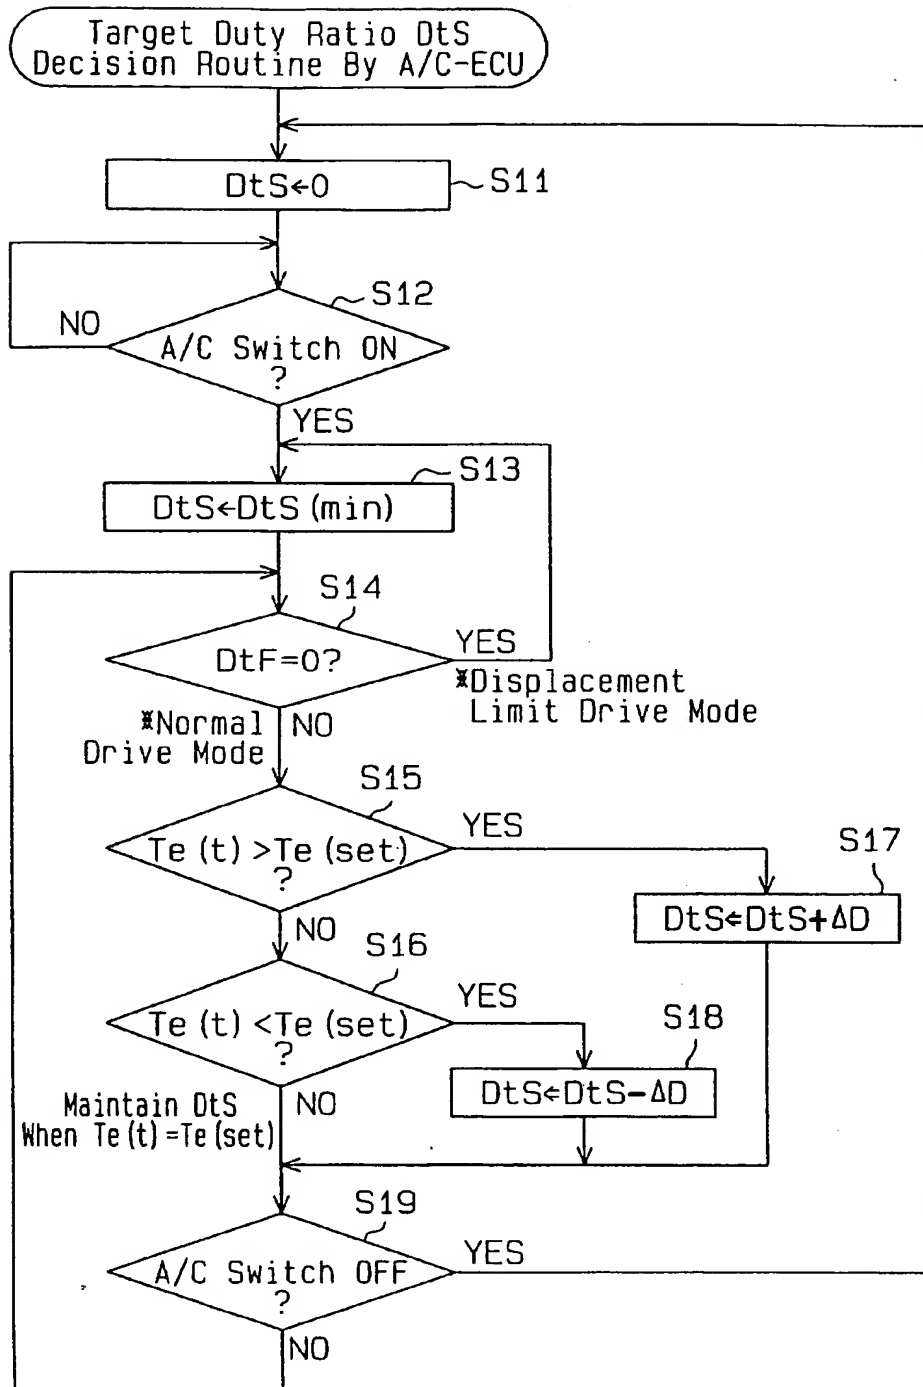 Target Duty Ratio DtS
Decision Routine By A/C-ECU
DtS←0
S11
S12
NO
A/C Switch ON
?
YES
S13
DtS←DtS(min)
S14
DtF=0?
YES
※Displacement
Limit Drive Mode
※Normal
Drive Mode
NO
S15
Te(t)>Te(set)
?
YES
S17
DtS⇐DtS+ΔD
NO
S16
Te(t)<Te(set)
?
YES
S18
DtS⇐DtS−ΔD
Maintain DtS
When Te(t)=Te(set)
NO
S19
A/C Switch OFF
?
YES
NO